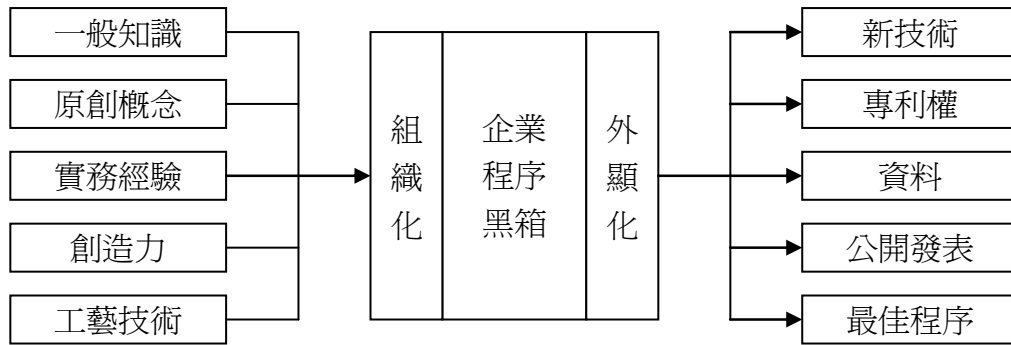 一般知識
原創概念
實務經驗
創造力
工藝技術
組織化
企業
程序
黑箱
外顯化
新技術
專利權
資料
公開發表
最佳程序